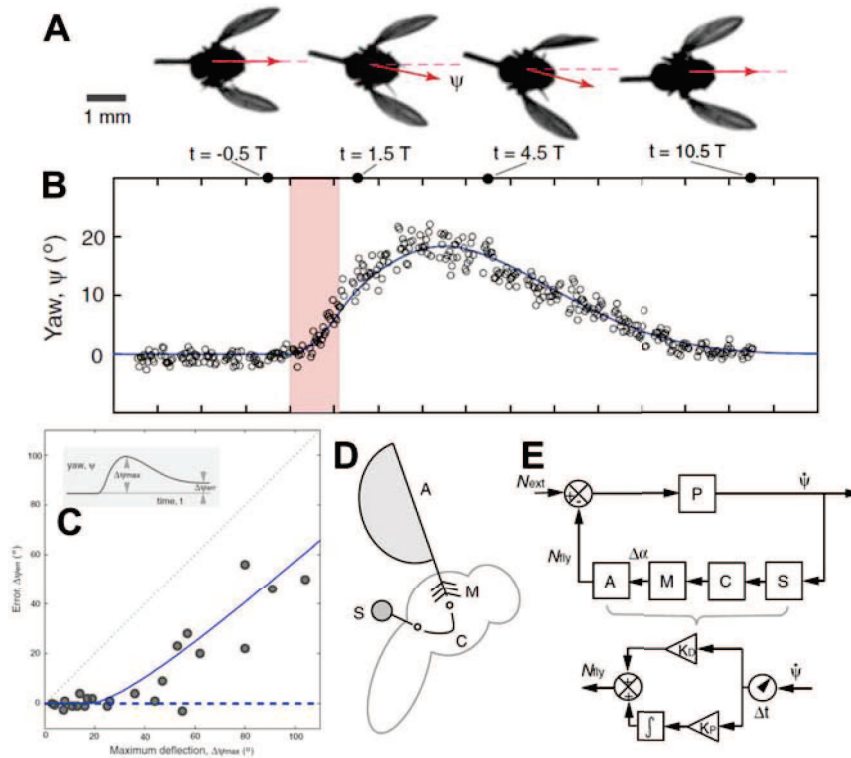 A
ψ
1 mm
t = -0.5 T
t = 1.5 T
t = 4.5 T
t = 10.5 T
B
Yaw, ψ (°)
20
10
0
C
yaw, ψ
Δψmax
Δψerr
time, t
Error, Δψerr (°)
100
80
60
40
20
0
0
20
40
60
80
100
Maximum deflection, Δψmax (°)
D
A
M
S
C
E
Next
+
-
P
ψ̇
Nfly
Δα
A
M
C
S
KD
Nfly
+
+
ψ̇
Δt
∫
KP